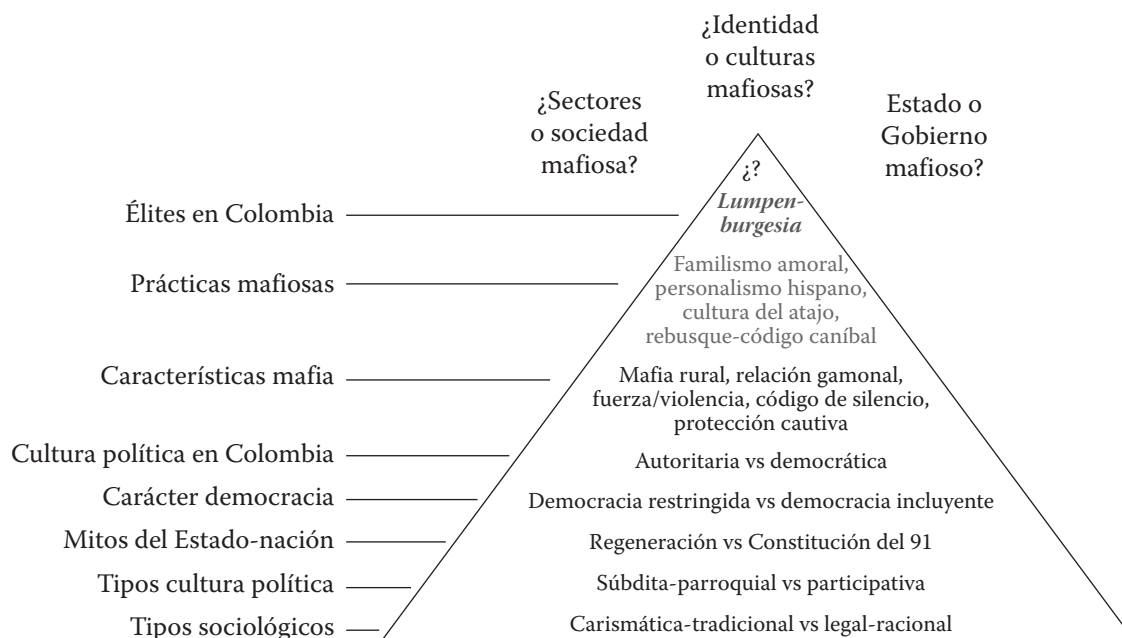 ¿Identidad
o culturas
mafiosas?
¿Sectores
o sociedad
mafiosa?
Estado o
Gobierno
mafioso?
¿?
Élites en Colombia
Lumpen-
burgesia
Prácticas mafiosas
Familismo amoral,
personalismo hispano,
cultura del atajo,
rebusque-código caníbal
Características mafia
Mafia rural, relación gamonal,
fuerza/violencia, código de silencio,
protección cautiva
Cultura política en Colombia
Autoritaria vs democrática
Carácter democracia
Democracia restringida vs democracia incluyente
Mitos del Estado-nación
Regeneración vs Constitución del 91
Tipos cultura política
Súbdita-parroquial vs participativa
Tipos sociológicos
Carismática-tradicional vs legal-racional